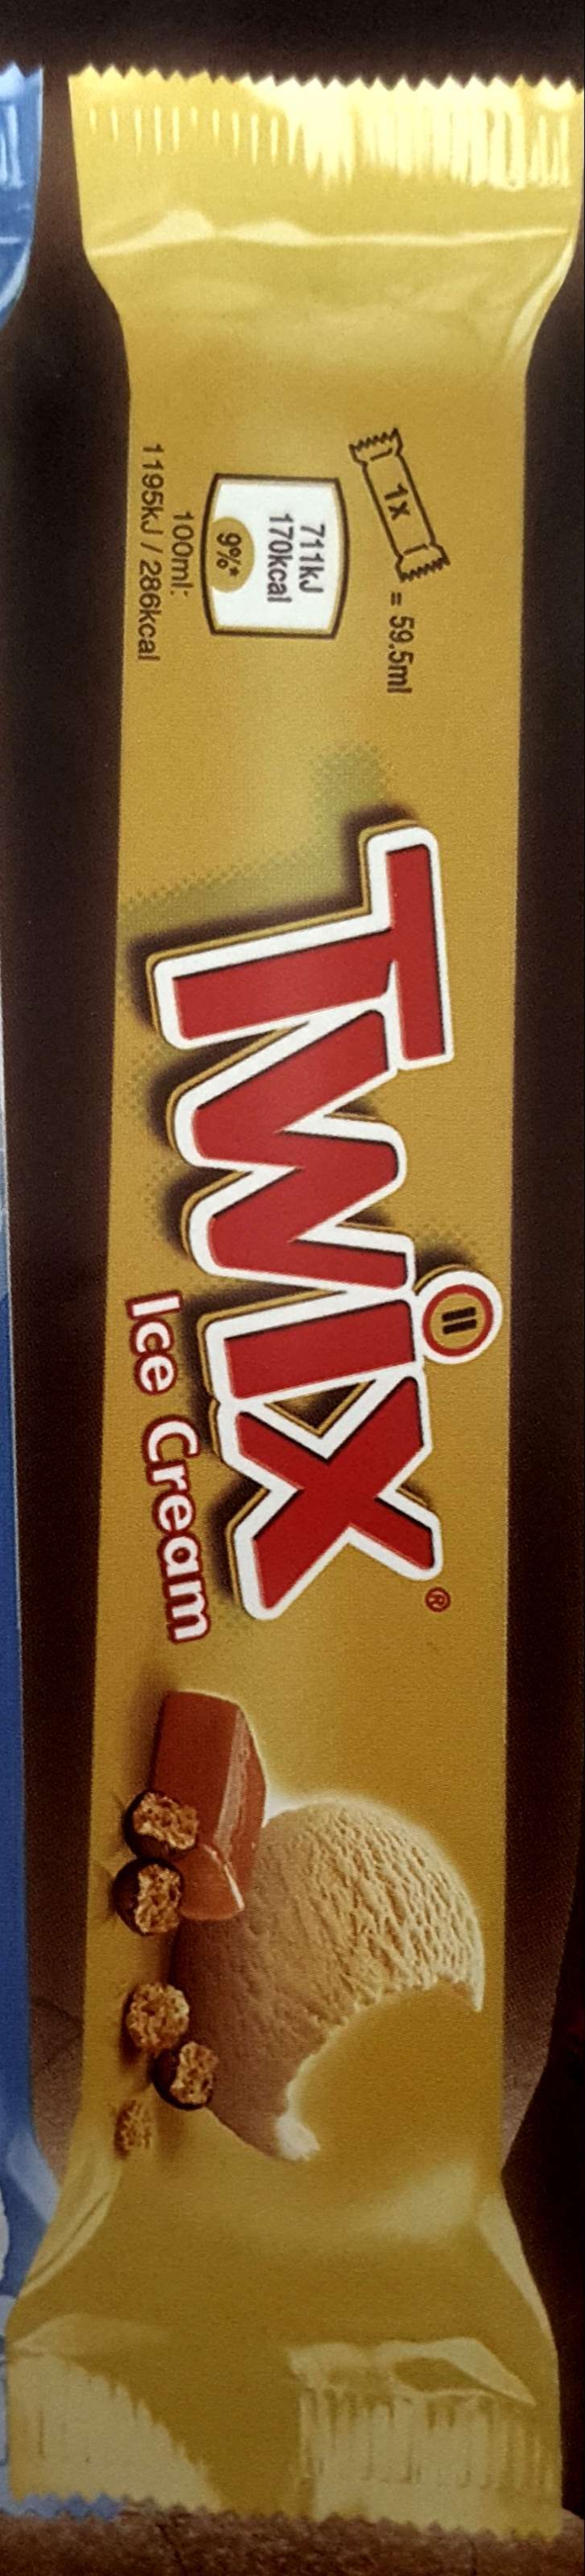 1x = 59.5ml
711kJ
170kcal
9%*
100ml:
1195kJ / 286kcal
TWIX®
Ice Cream